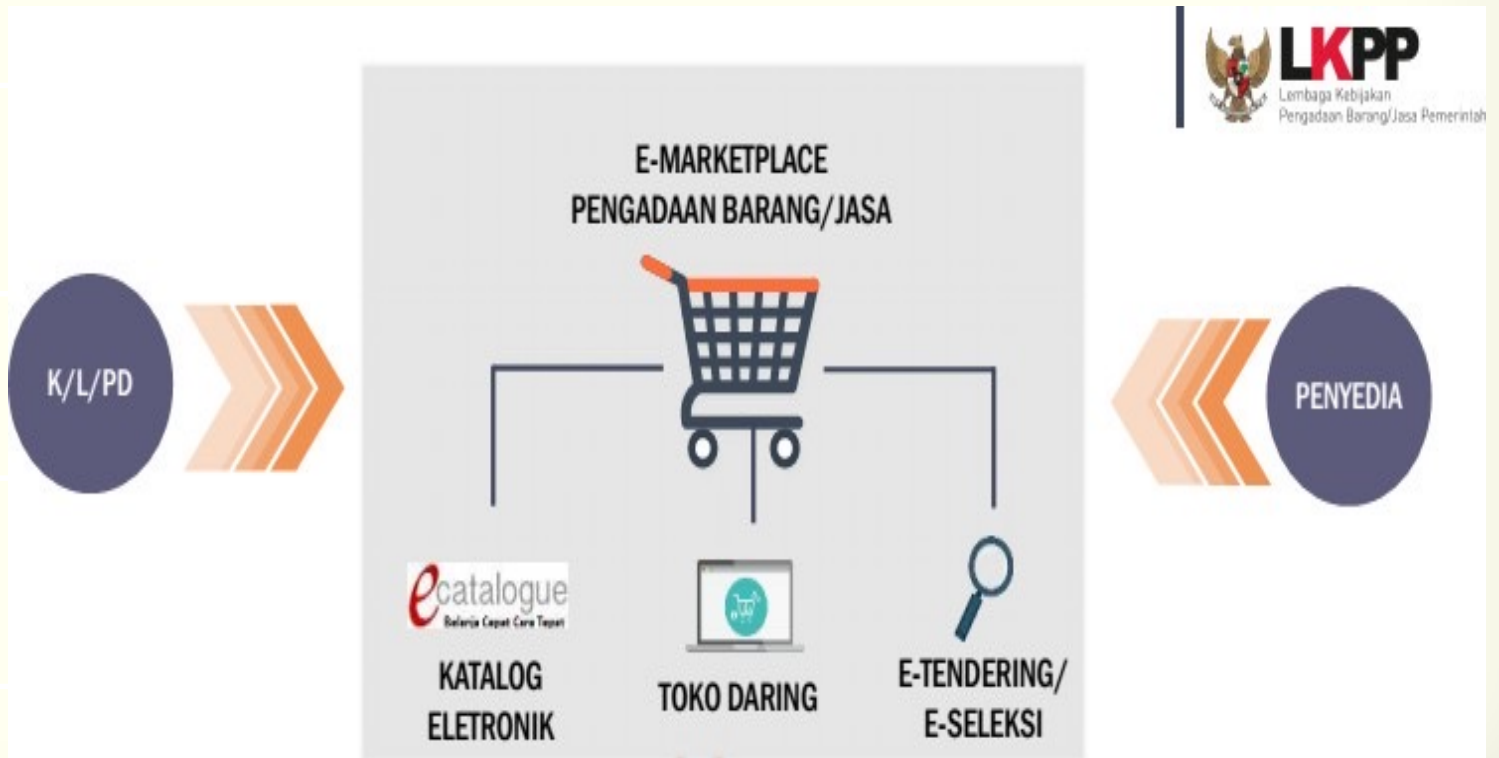 LKPP
Lembaga Kebijakan
Pengadaan Barang/Jasa Pemerintah
E-MARKETPLACE
PENGADAAN BARANG/JASA
K/L/PD
PENYEDIA
ecatalogue
Belanja Cepat Cara Tepat
KATALOG
ELETRONIK
TOKO DARING
E-TENDERING/
E-SELEKSI